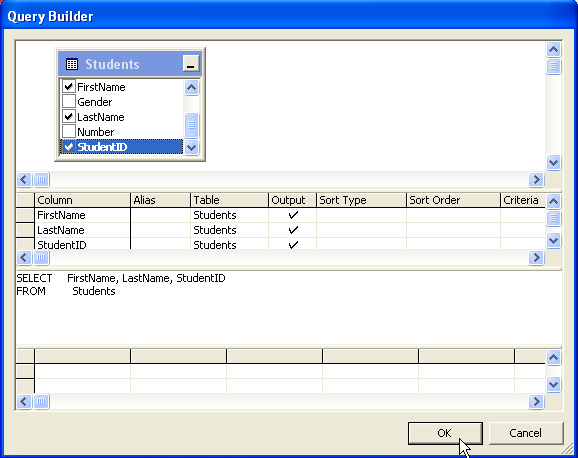 Query Builder
Students
FirstName
Gender
LastName
Number
StudentID
Column Alias Table Output Sort Type Sort Order Criteria
FirstName Students
LastName Students
StudentID Students
SELECT FirstName, LastName, StudentID
FROM Students
OK Cancel